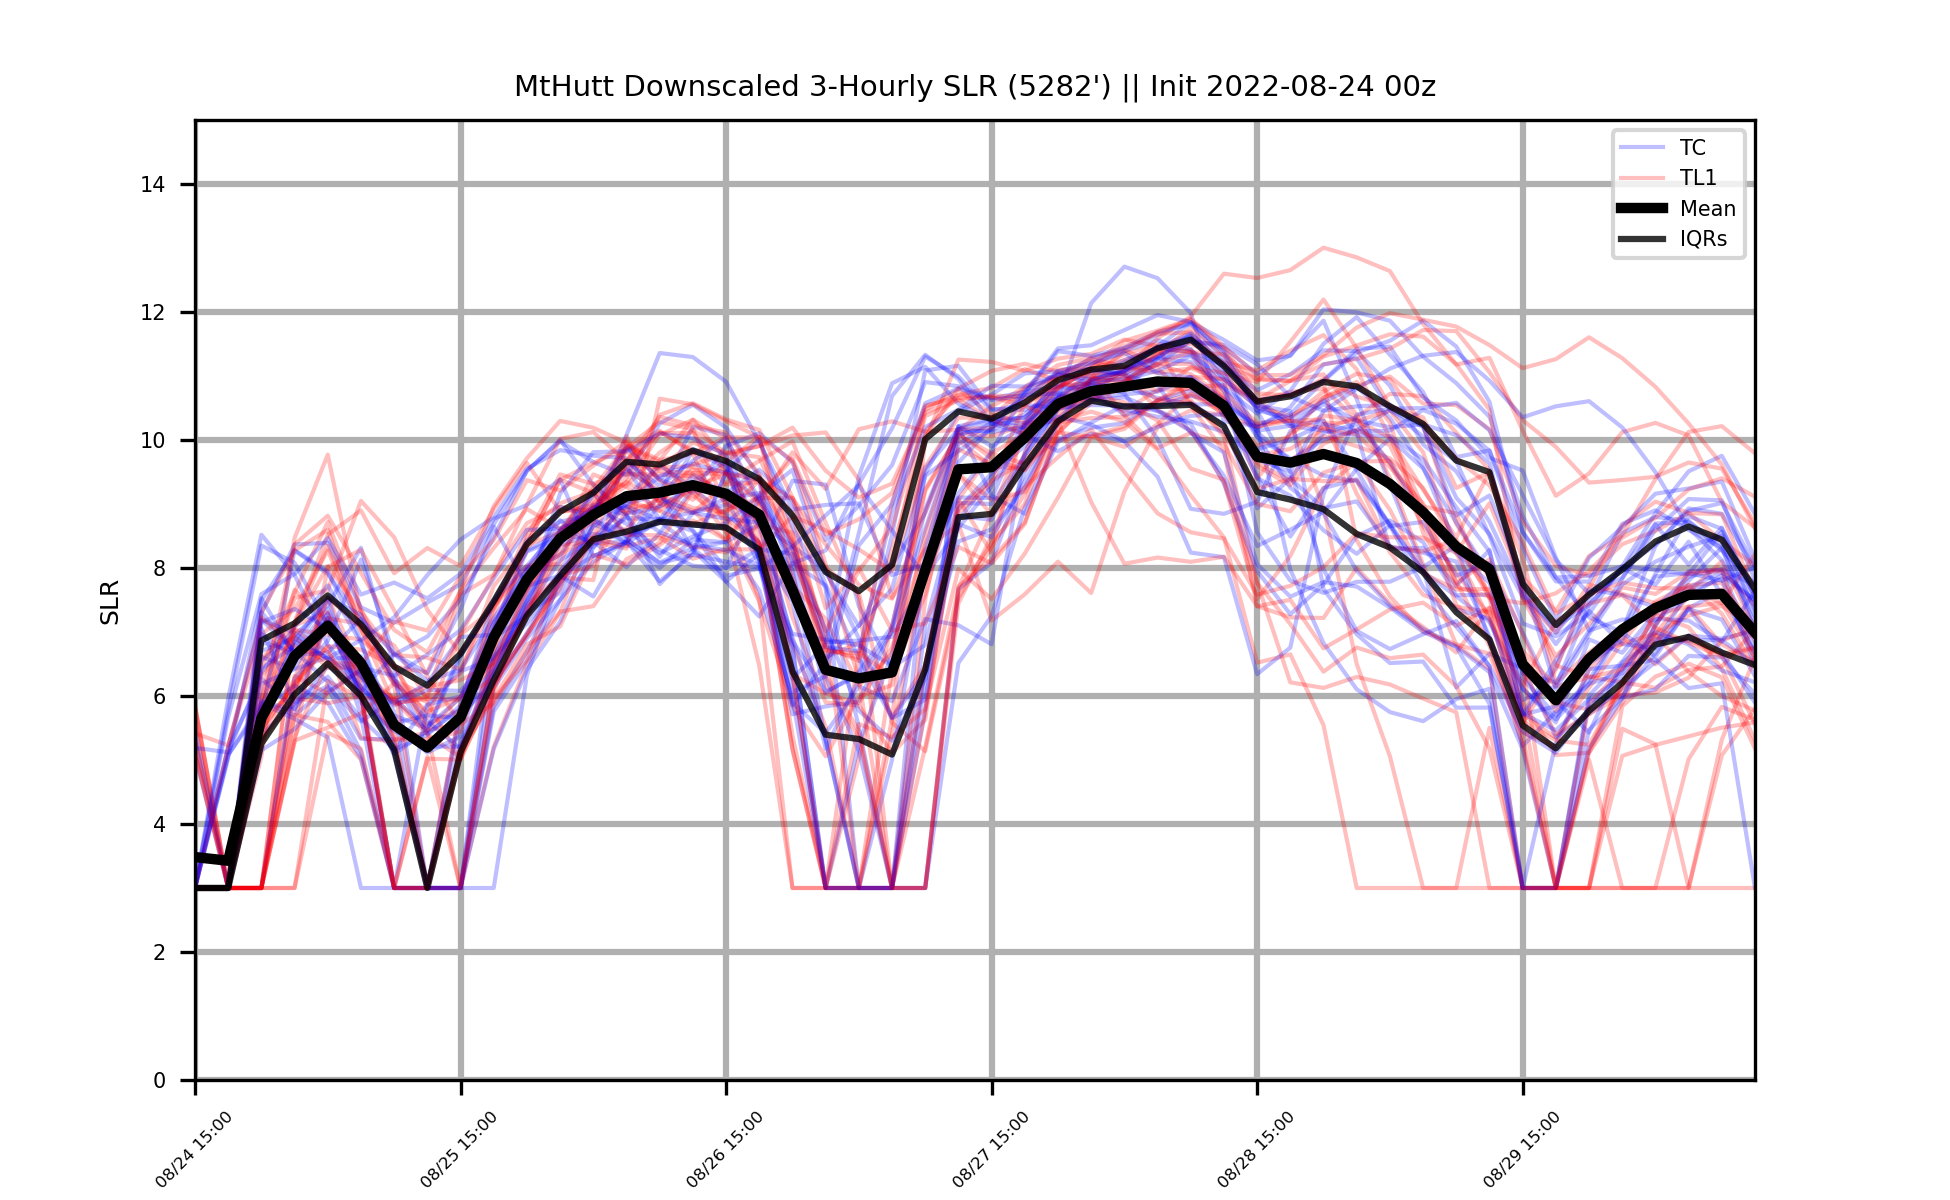 MtHutt Downscaled 3-Hourly SLR (5282') || Init 2022-08-24 00z
TC
TL1
Mean
IQRs
SLR
14
12
10
8
6
4
2
0
08/24 15:00
08/25 15:00
08/26 15:00
08/27 15:00
08/28 15:00
08/29 15:00